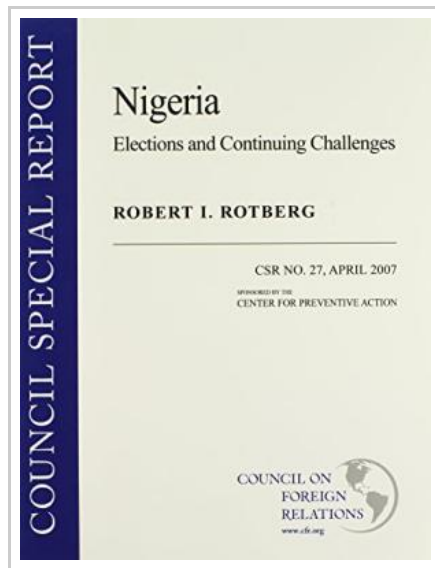 COUNCIL SPECIAL REPORT
Nigeria
Elections and Continuing Challenges
ROBERT I. ROTBERG
CSR NO. 27, APRIL 2007
SPONSORED BY THE
CENTER FOR PREVENTIVE ACTION
COUNCIL ON
FOREIGN
RELATIONS
www.cfr.org